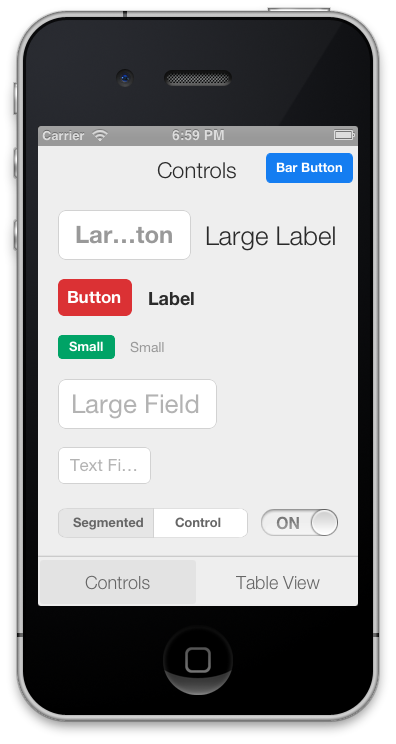 Carrier 6:59 PM
Controls Bar Button
Lar…ton Large Label
Button Label
Small Small
Large Field
Text Fi…
Segmented Control ON
Controls Table View